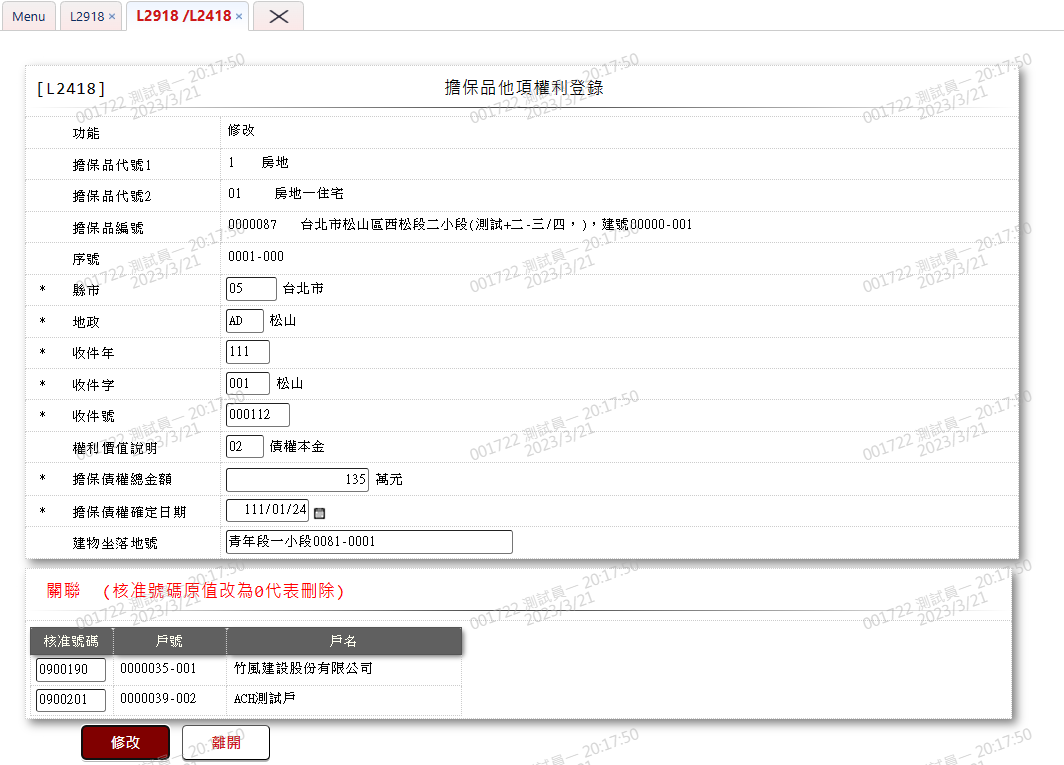 Menu L2918 × L2918 /L2418 ×
[L2418] 擔保品他項權利登錄
功能 修改
擔保品代號1 1 房地
擔保品代號2 01 房地－住宅
擔保品編號 0000087 台北市松山區西松段二小段(測試+二-三/四，)，建號00000-001
序號 0001-000
* 縣市 05 台北市
* 地政 AD 松山
* 收件年 111
* 收件字 001 松山
* 收件號 000112
權利價值說明 02 債權本金
* 擔保債權總金額 135 萬元
* 擔保債權確定日期 111/01/24
建物坐落地號 青年段一小段0081-0001
關聯 (核准號碼原值改為0代表刪除)
核准號碼 戶號 戶名
0900190 0000035-001 竹風建設股份有限公司
0900201 0000039-002 ACH測試戶
修改 離開
001722 測試員一 20:17:50
2023/3/21